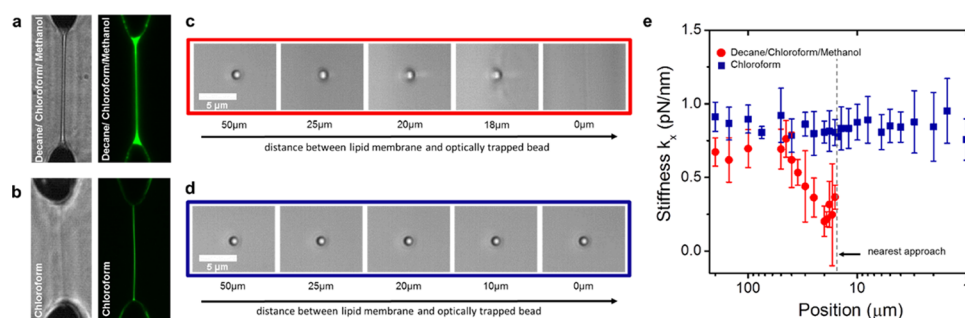 a
Decane/ Chloroform/ Methanol
Decane/ Chloroform/Methanol
b
Chloroform
Chloroform
c
5 µm
50µm 25µm 20µm 18µm 0µm
distance between lipid membrane and optically trapped bead
d
5 µm
50µm 25µm 20µm 10µm 0µm
distance between lipid membrane and optically trapped bead
e
Decane/Chloroform/Methanol
Chloroform
Stiffness kx (pN/nm)
1.5
1.0
0.5
0.0
nearest approach
100 10
Position (µm)